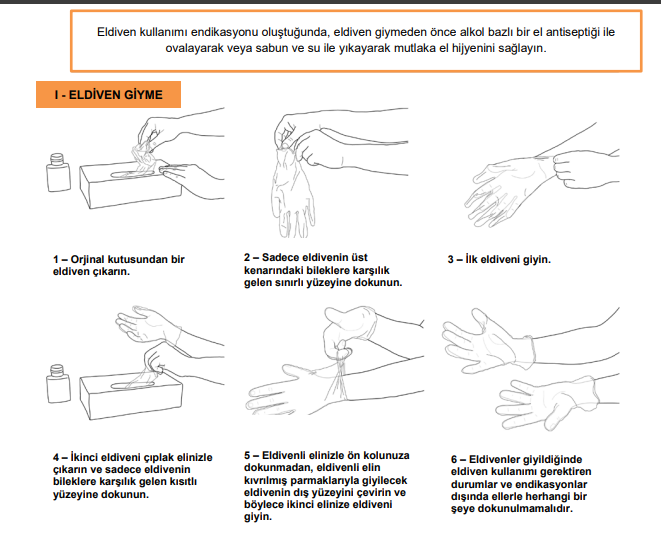 Eldiven kullanımı endikasyonu oluştuğunda, eldiven giymeden önce alkol bazlı bir el antiseptiği ile
ovalayarak veya sabun ve su ile yıkayarak mutlaka el hijyenini sağlayın.
I - ELDİVEN GİYME
1 – Orjinal kutusundan bir
eldiven çıkarın.
2 – Sadece eldivenin üst
kenarındaki bileklere karşılık
gelen sınırlı yüzeyine dokunun.
3 – İlk eldiveni giyin.
4 – İkinci eldiveni çıplak elinizle
çıkarın ve sadece eldivenin
bileklere karşılık gelen kısıtlı
yüzeyine dokunun.
5 – Eldivenli elinizle ön kolunuza
dokunmadan, eldivenli elin
kıvrılmış parmaklarıyla giyilecek
eldivenin dış yüzeyini çevirin ve
böylece ikinci elinize eldiveni
giyin.
6 – Eldivenler giyildiğinde
eldiven kullanımı gerektiren
durumlar ve endikasyonlar
dışında ellerle herhangi bir
şeye dokunulmamalıdır.